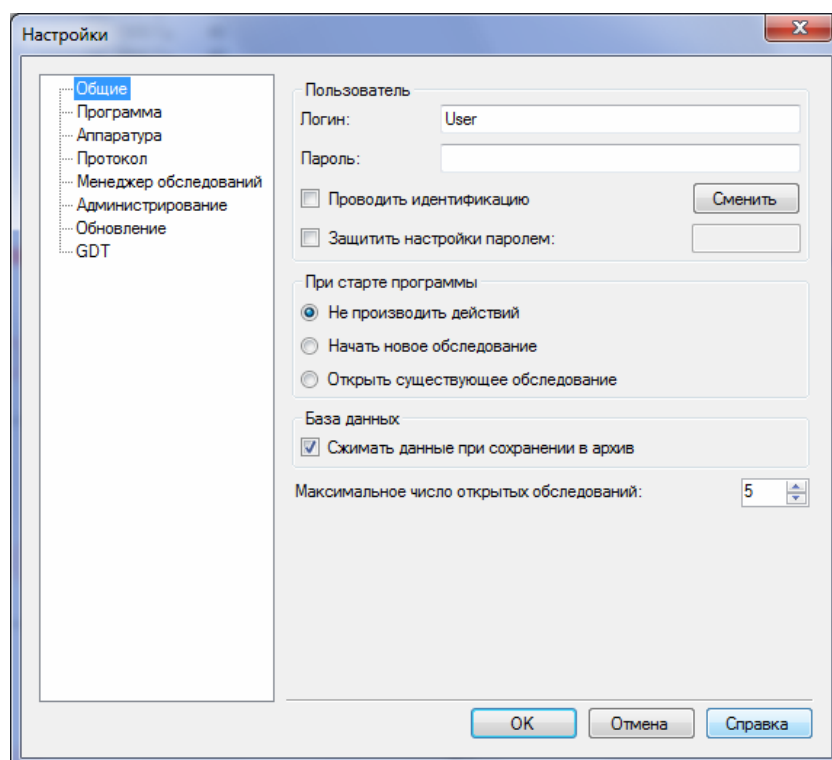 Настройки
Общие
Программа
Аппаратура
Протокол
Менеджер обследований
Администрирование
Обновление
GDT
Пользователь
Логин: User
Пароль:
Проводить идентификацию Сменить
Защитить настройки паролем:
При старте программы
Не производить действий
Начать новое обследование
Открыть существующее обследование
База данных
Сжимать данные при сохранении в архив
Максимальное число открытых обследований: 5
OK Отмена Справка